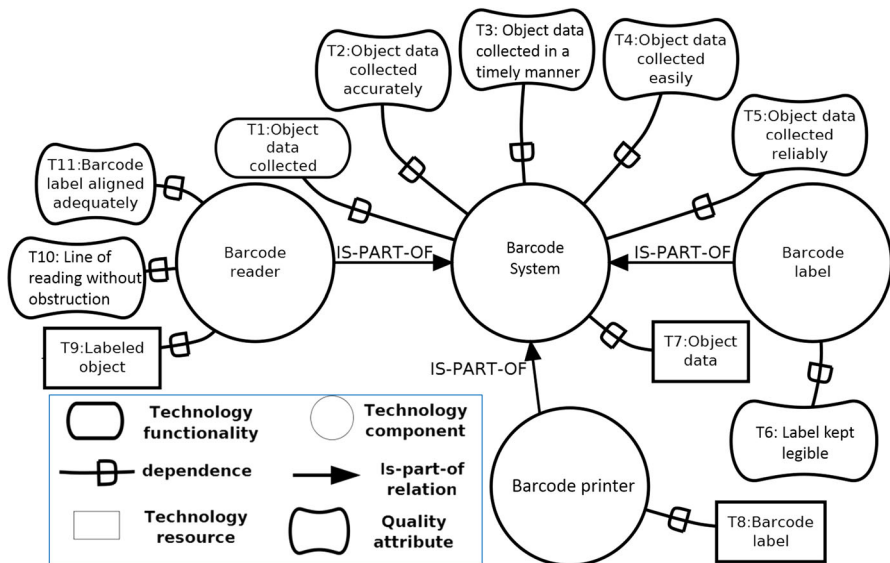 T3: Object data
collected in a
timely manner
T2:Object data
collected
accurately
T4:Object data
collected
easily
T5:Object data
collected
reliably
T1:Object
data
collected
T11:Barcode
label aligned
adequately
T10: Line of
reading without
obstruction
T9:Labeled
object
Barcode
reader
IS-PART-OF
Barcode
System
IS-PART-OF
Barcode
label
T7:Object
data
IS-PART-OF
T6: Label kept
legible
Barcode printer
T8:Barcode
label
Technology
functionality
Technology
component
dependence
Is-part-of
relation
Technology
resource
Quality
attribute